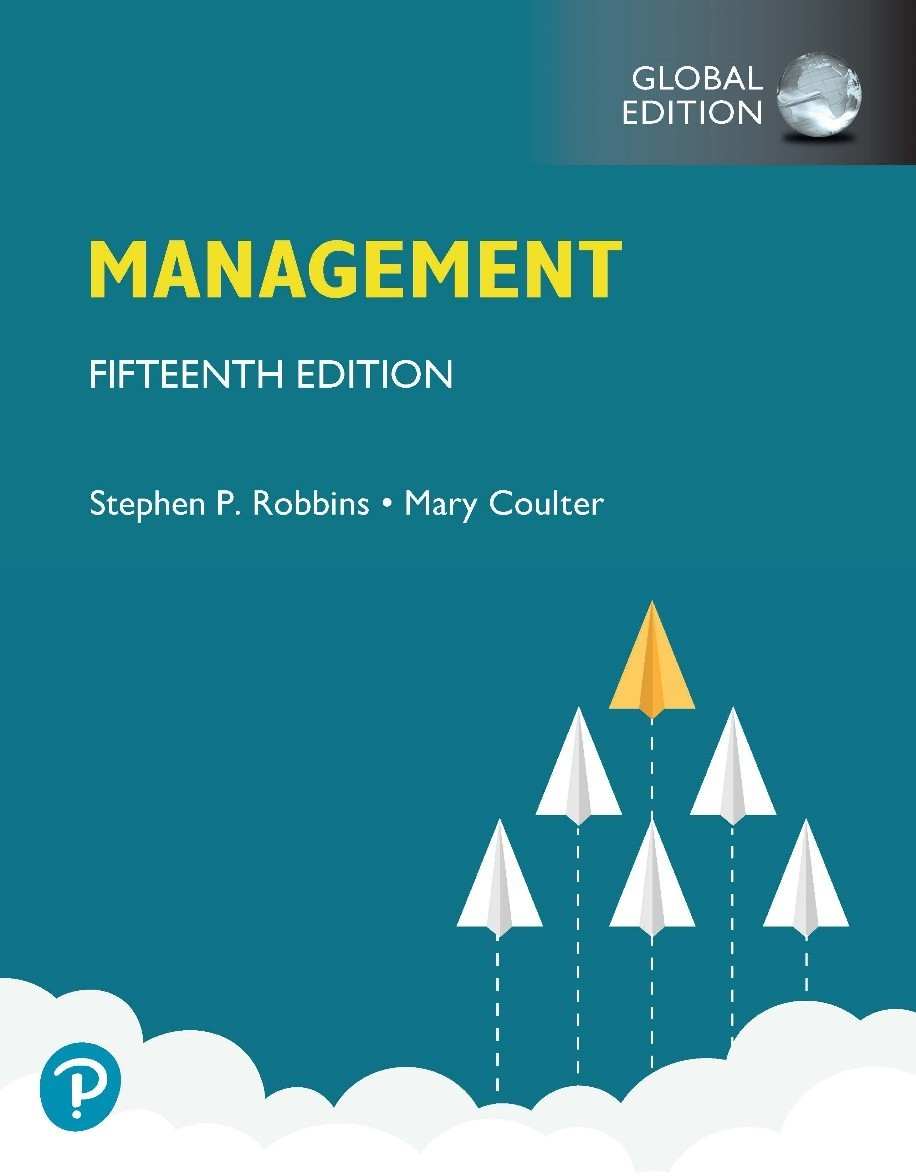 GLOBAL
EDITION
MANAGEMENT
FIFTEENTH EDITION
Stephen P. Robbins • Mary Coulter
P